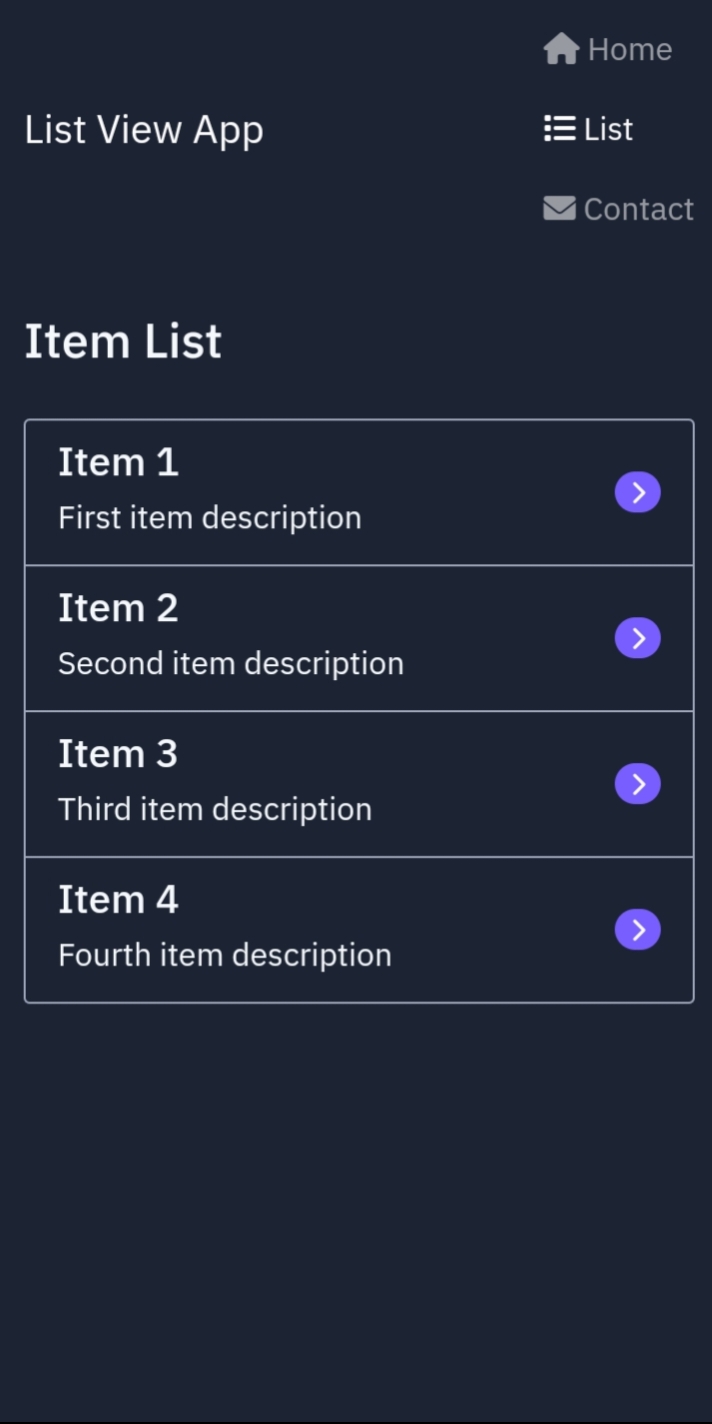 Home
List View App
List
Contact
Item List
Item 1
First item description
Item 2
Second item description
Item 3
Third item description
Item 4
Fourth item description